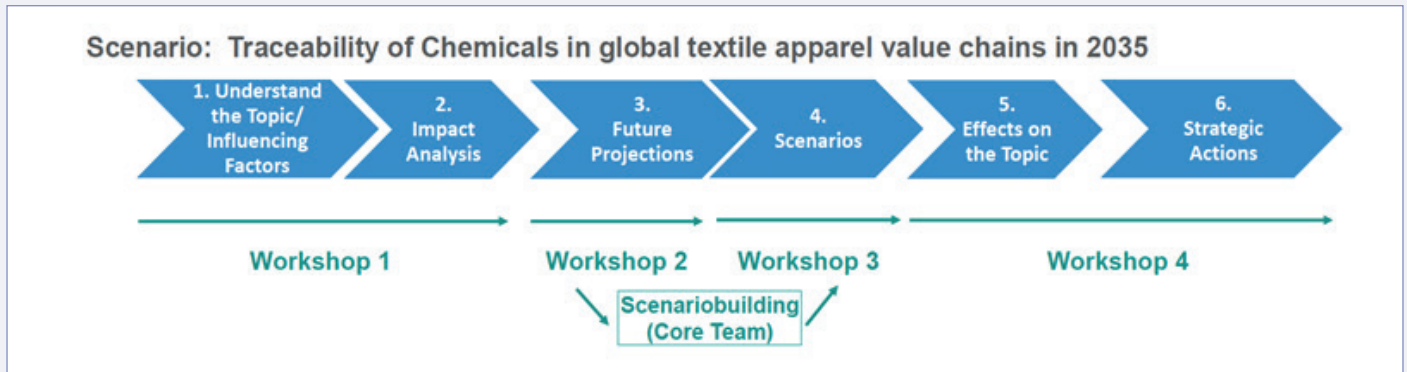 Scenario: Traceability of Chemicals in global textile apparel value chains in 2035
1. Understand
the Topic/
Influencing
Factors
2.
Impact
Analysis
3.
Future
Projections
4.
Scenarios
5.
Effects on
the Topic
6.
Strategic
Actions
Workshop 1
Workshop 2
Workshop 3
Workshop 4
Scenariobuilding
(Core Team)